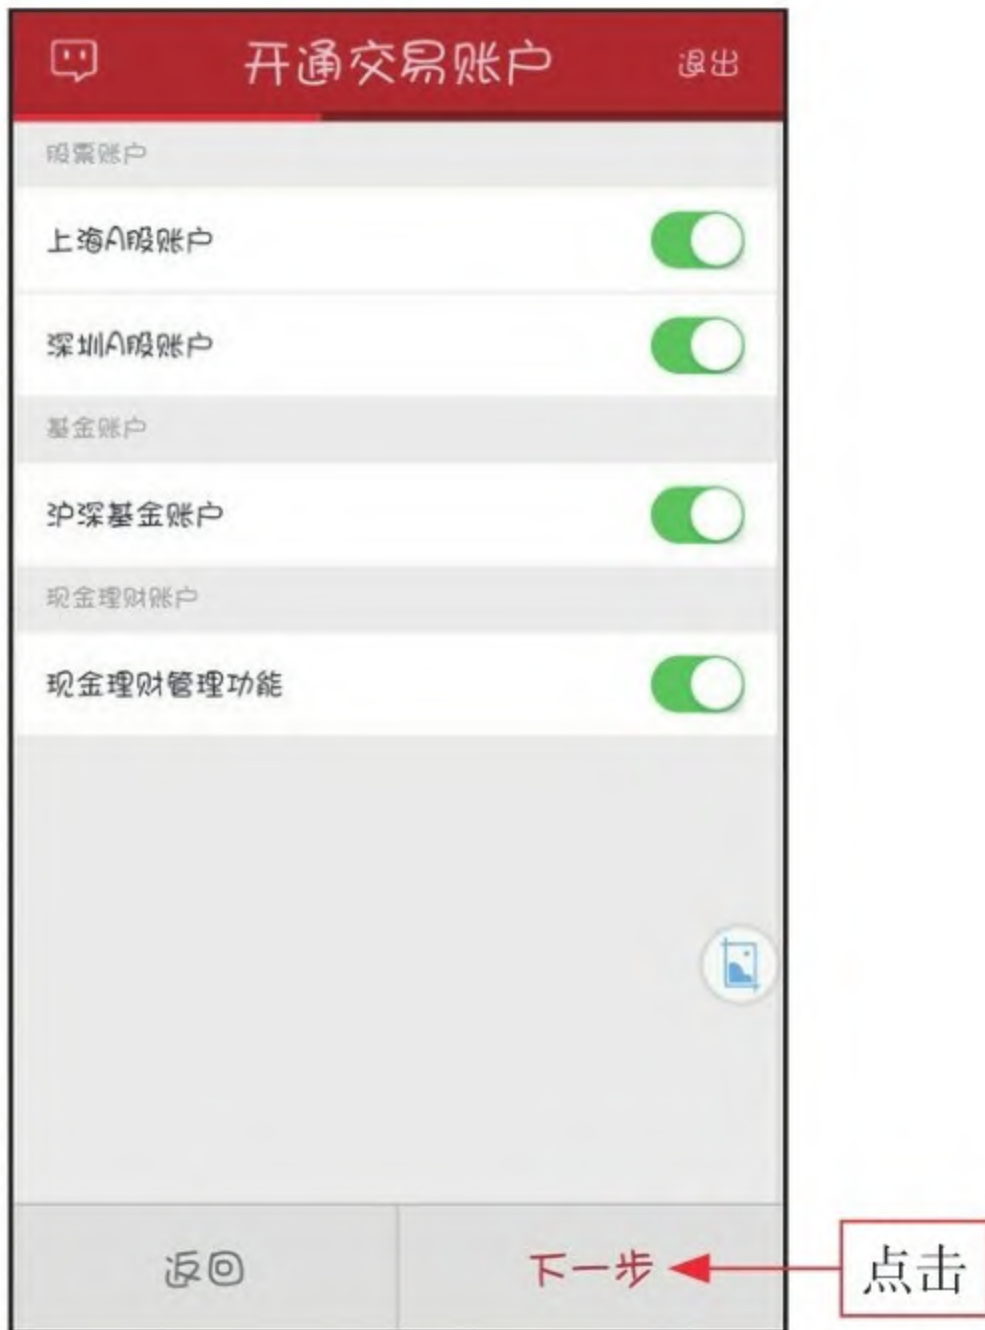 开通交易账户
退出
股票账户
上海A股账户
深圳A股账户
基金账户
沪深基金账户
现金理财账户
现金理财管理功能
返回
下一步
点击